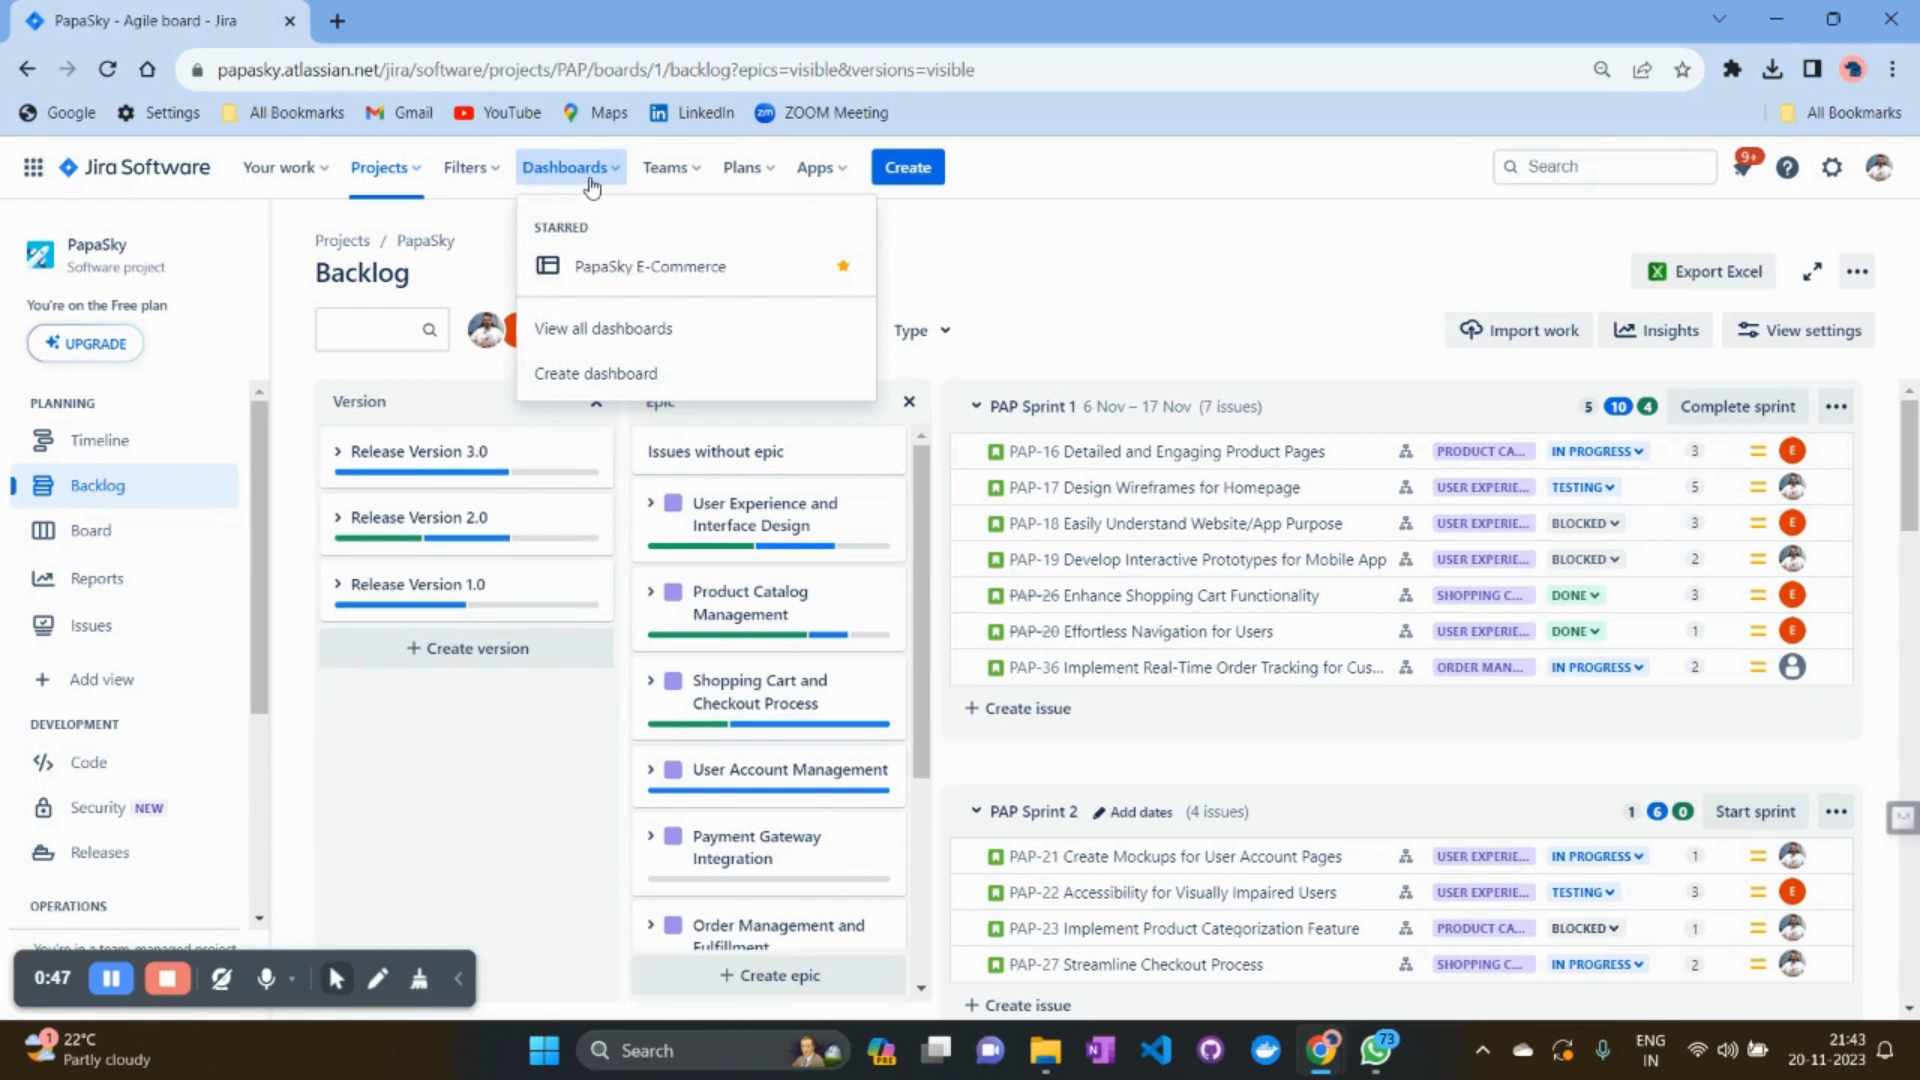 PapaSky - Agile board - Jira
papasky.atlassian.net/jira/software/projects/PAP/boards/1/backlog?epics=visible&versions=visible
Google Settings All Bookmarks Gmail YouTube Maps LinkedIn zm ZOOM Meeting All Bookmarks
Jira Software Your work Projects Filters Dashboards Teams Plans Apps Create Search 9+
STARRED
PapaSky E-Commerce
View all dashboards
Create dashboard
PapaSky
Software project
You're on the Free plan
UPGRADE
PLANNING
Timeline
Backlog
Board
Reports
Issues
Add view
DEVELOPMENT
Code
Security NEW
Releases
OPERATIONS
You're in a team-managed project
Projects / PapaSky
Backlog
Export Excel
Type
Import work Insights View settings
Version
Release Version 3.0
Release Version 2.0
Release Version 1.0
+ Create version
Epic
Issues without epic
User Experience and
Interface Design
Product Catalog
Management
Shopping Cart and
Checkout Process
User Account Management
Payment Gateway
Integration
Order Management and
Fulfillment
+ Create epic
PAP Sprint 1 6 Nov – 17 Nov (7 issues) 5 10 4 Complete sprint
PAP-16 Detailed and Engaging Product Pages PRODUCT CA... IN PROGRESS 3 E
PAP-17 Design Wireframes for Homepage USER EXPERIE... TESTING 5
PAP-18 Easily Understand Website/App Purpose USER EXPERIE... BLOCKED 3 E
PAP-19 Develop Interactive Prototypes for Mobile App USER EXPERIE... BLOCKED 2
PAP-26 Enhance Shopping Cart Functionality SHOPPING C... DONE 3 E
PAP-20 Effortless Navigation for Users USER EXPERIE... DONE 1 E
PAP-36 Implement Real-Time Order Tracking for Cus... ORDER MAN... IN PROGRESS 2
+ Create issue
PAP Sprint 2 Add dates (4 issues) 1 6 0 Start sprint
PAP-21 Create Mockups for User Account Pages USER EXPERIE... IN PROGRESS 1
PAP-22 Accessibility for Visually Impaired Users USER EXPERIE... TESTING 3 E
PAP-23 Implement Product Categorization Feature PRODUCT CA... BLOCKED 1
PAP-27 Streamline Checkout Process SHOPPING C... IN PROGRESS 2
+ Create issue
0:47
1 22°C
Partly cloudy
Search
PRE
73
ENG
IN
21:43
20-11-2023